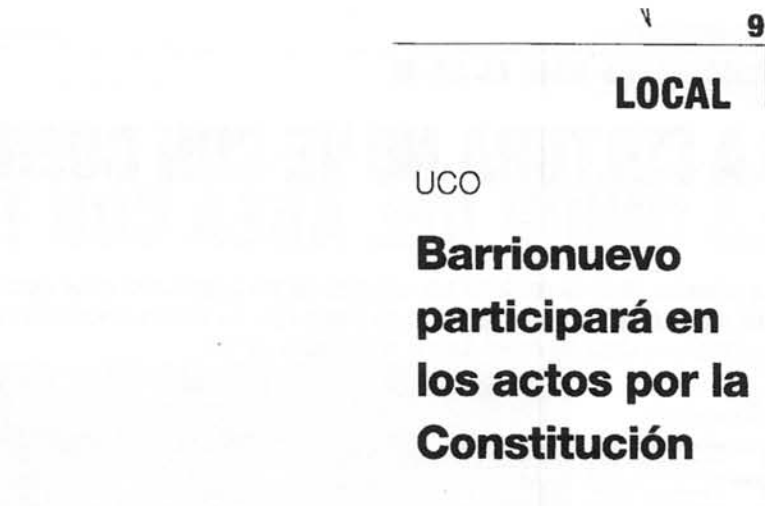 9
LOCAL
UCO
Barrionuevo
participará en
los actos por la
Constitución